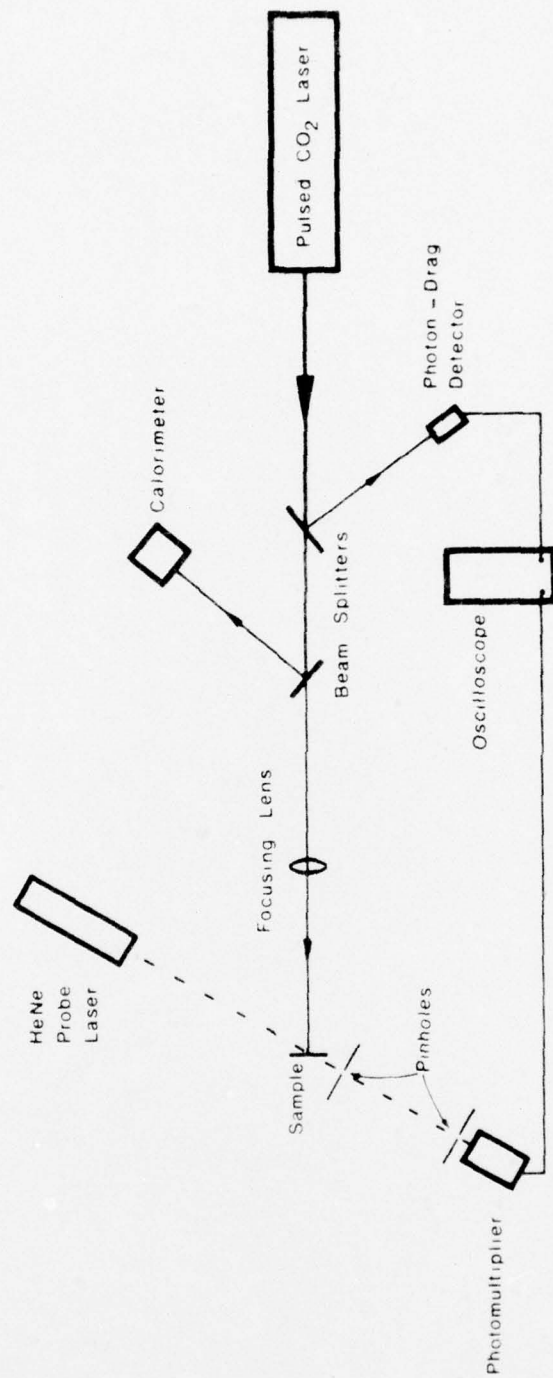 HeNe
Probe
Laser
Calorimeter
Pulsed CO₂ Laser
Focusing Lens
Beam Splitters
Photon-Drag
Detector
Sample
Pinholes
Oscilloscope
Photomultiplier